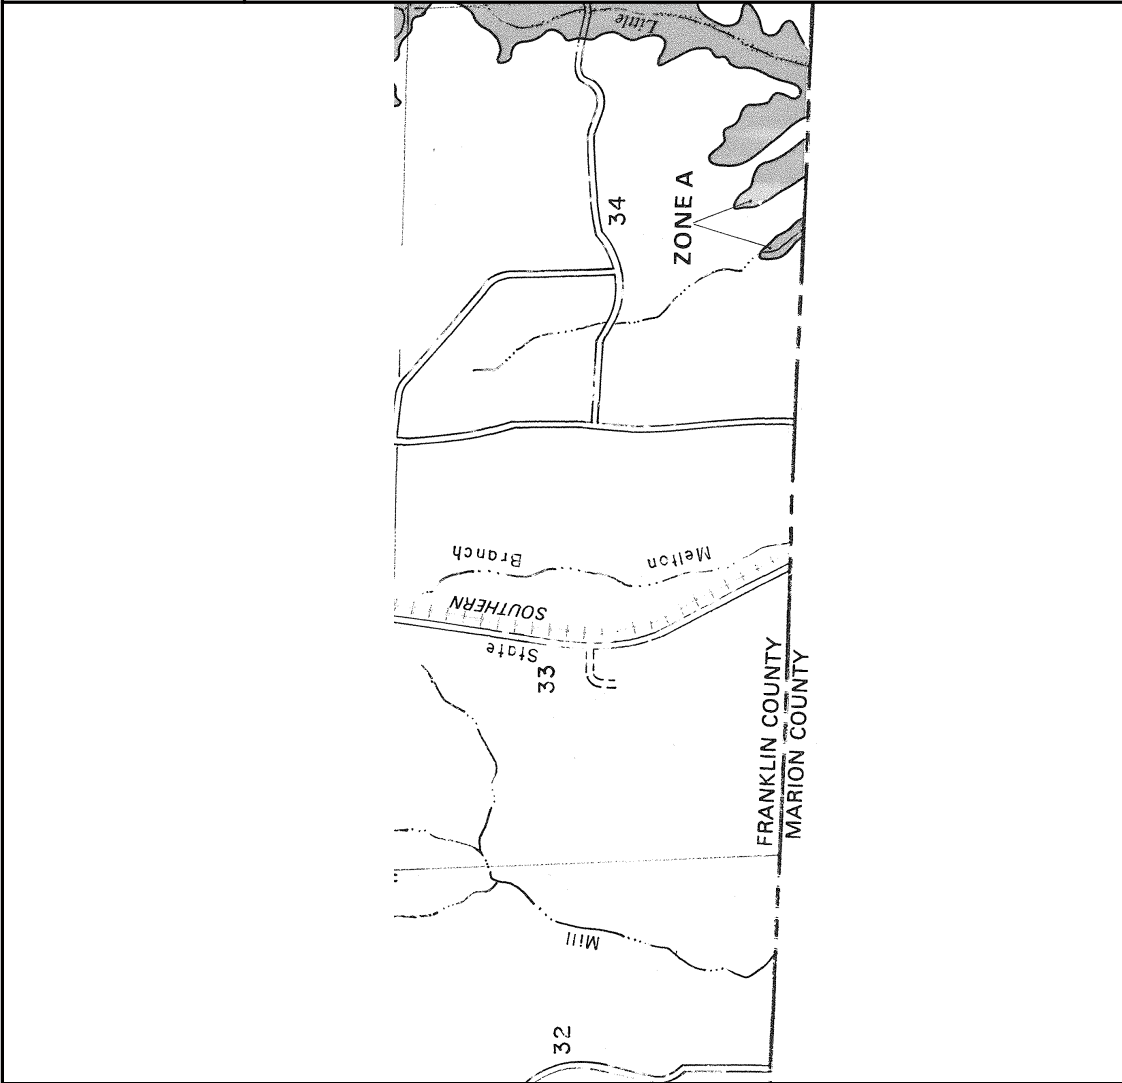 Little
34
ZONE A
Melton
Branch
SOUTHERN
State
33
FRANKLIN COUNTY
MARION COUNTY
Mill
32